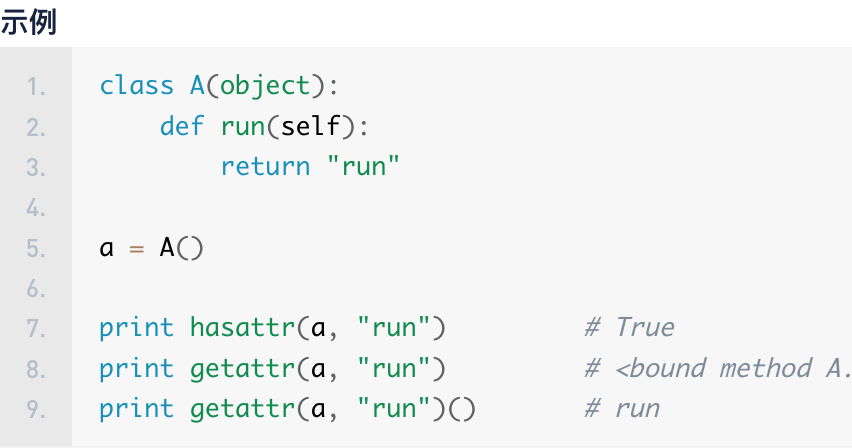 示例
1. class A(object):
2.     def run(self):
3.         return "run"
4.
5. a = A()
6.
7. print hasattr(a, "run")         # True
8. print getattr(a, "run")         # <bound method A.
9. print getattr(a, "run")()       # run